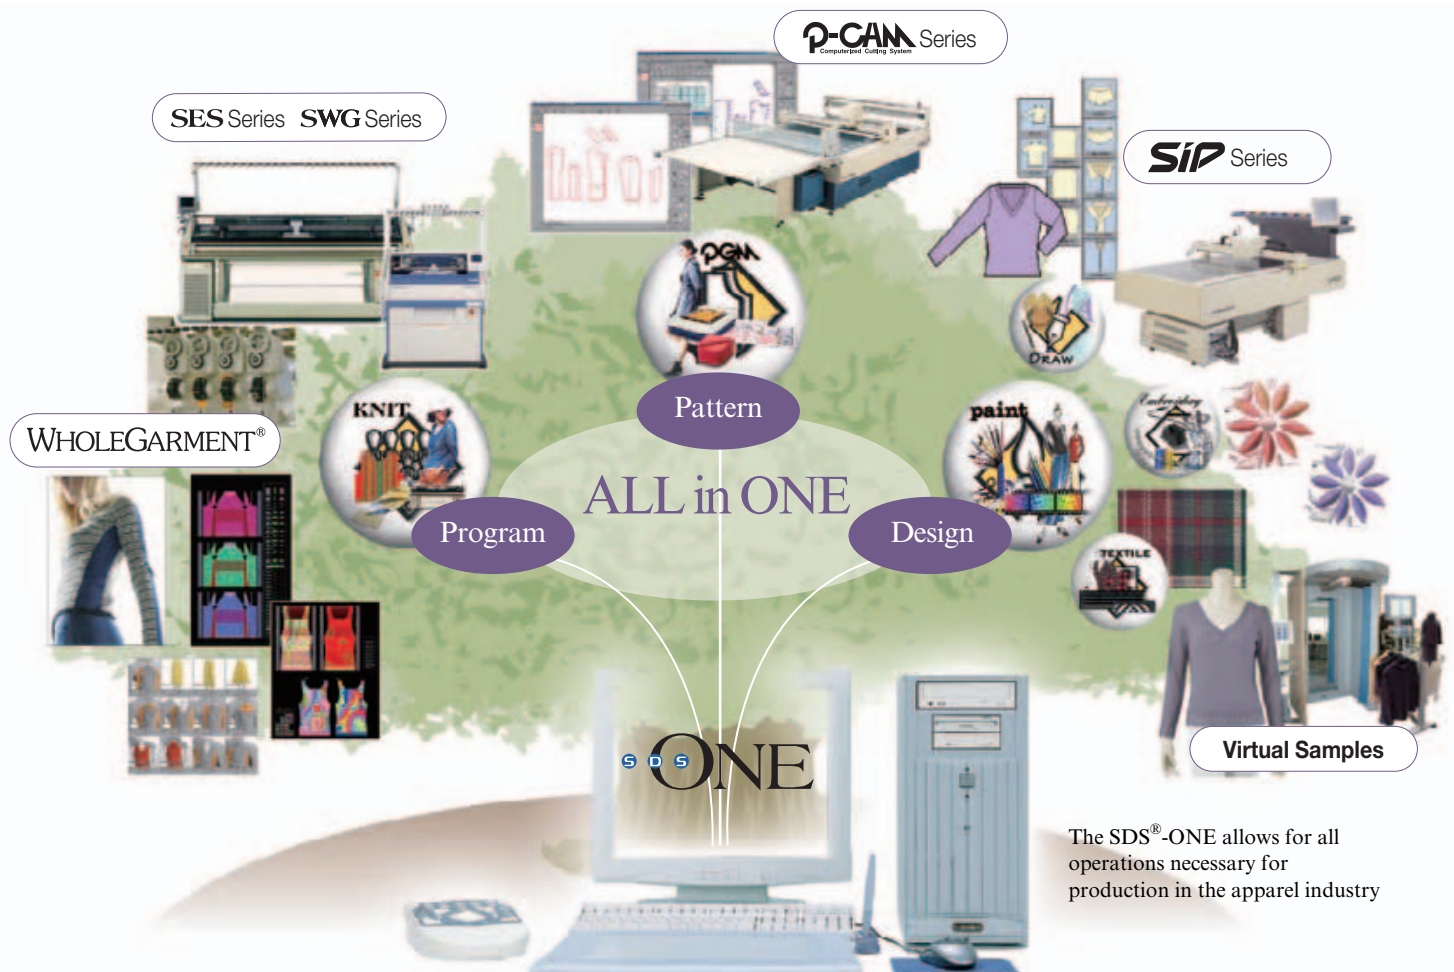 P-CAM Series
Computerized Cutting System
SES Series SWG Series
SIP Series
PGM
DRAW
Pattern
KNIT
paint
Embroidery
WHOLEGARMENT®
ALL in ONE
Program
Design
TEXTILE
SDS ONE
Virtual Samples
The SDS®-ONE allows for all
operations necessary for
production in the apparel industry